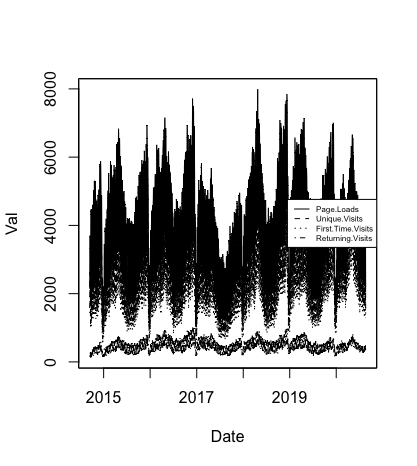 8000
6000
4000
2000
0
Val
Page.Loads
Unique.Visits
First.Time.Visits
Returning.Visits
2015 2017 2019
Date